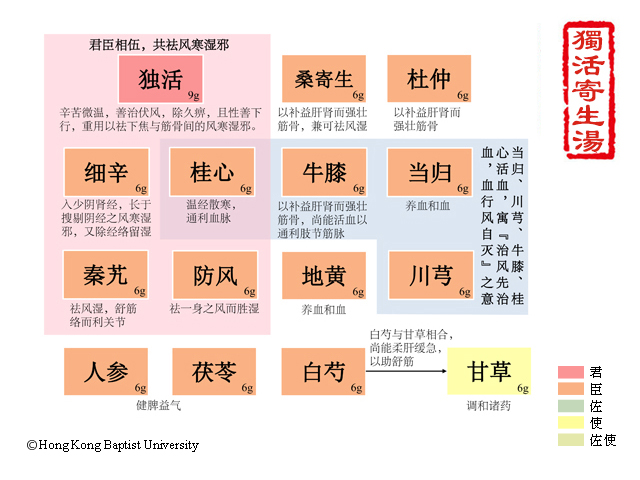 獨活寄生湯
君臣相伍，共祛风寒湿邪
独活
9g
辛苦微温，善治伏风，除久痹，且性善下
行，重用以祛下焦与筋骨间的风寒湿邪。
桑寄生
6g
以补益肝肾而强壮
筋骨，兼可祛风湿
杜仲
6g
以补益肝肾而
强壮筋骨
细辛
6g
入少阴肾经，长于
搜剔阴经之风寒湿
邪，又除经络留湿
桂心
6g
温经散寒，
通利血脉
牛膝
6g
以补益肝肾而强壮
筋骨，尚能活血以
通利肢节筋脉
当归
6g
养血和血
当归、川芎、牛膝、桂
心活血，寓『治风先治
血，血行风自灭』之意
秦艽
6g
祛风湿，舒筋
络而利关节
防风
6g
祛一身之风而胜湿
地黄
6g
养血和血
川芎
6g
人参
6g
茯苓
6g
健脾益气
白芍
6g
白芍与甘草相合，
尚能柔肝缓急，
以助舒筋
甘草
6g
调和诸药
君
臣
佐
使
佐使
©Hong Kong Baptist University